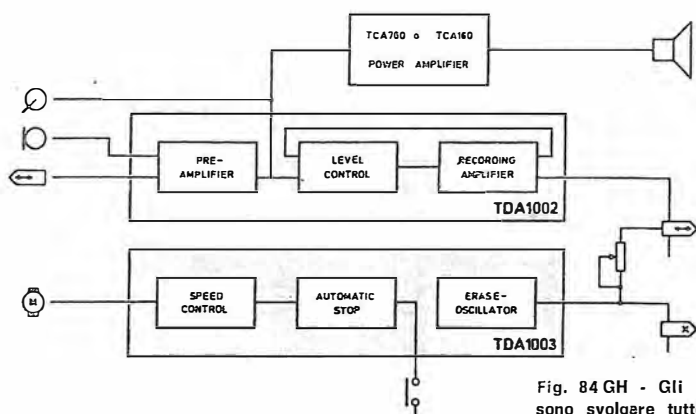 TCA760 o TCA160
POWER AMPLIFIER
PRE-
AMPLIFIER
LEVEL
CONTROL
RECORDING
AMPLIFIER
TDA1002
M
SPEED
CONTROL
AUTOMATIC
STOP
ERASE-
OSCILLATOR
TDA1003
x
Fig. 84 GH - Gli
sono svolgere tutt